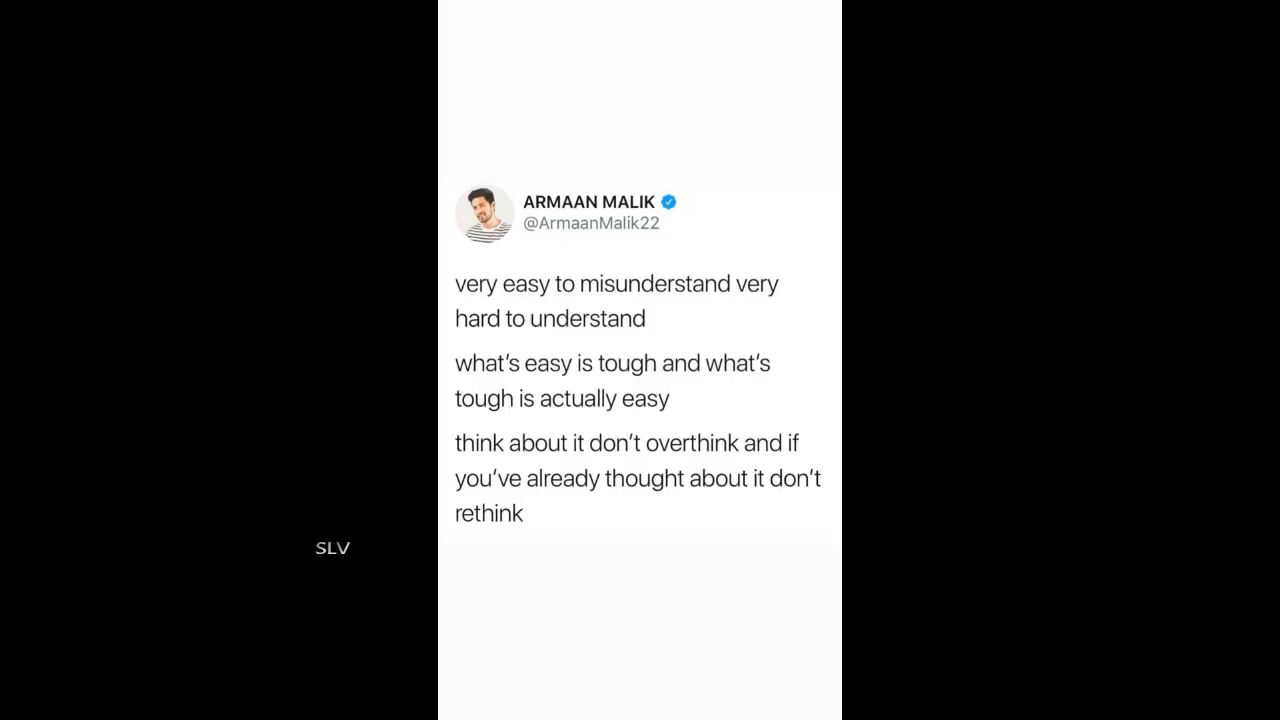 ARMAAN MALIK
@ArmaanMalik22
very easy to misunderstand very
hard to understand
what's easy is tough and what's
tough is actually easy
think about it don't overthink and if
you've already thought about it don't
rethink
SLV